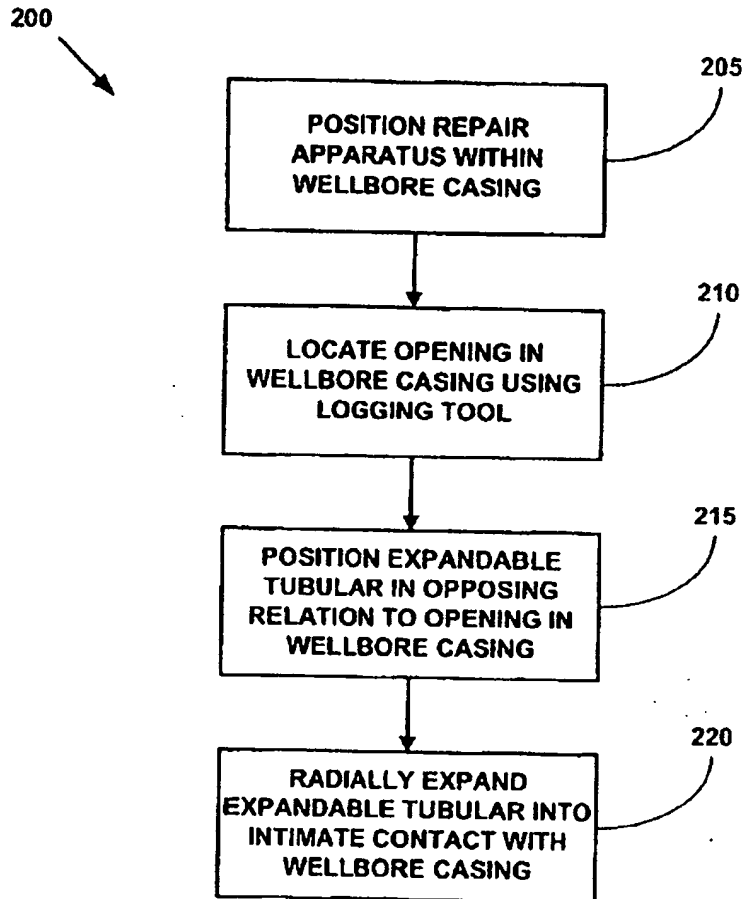 200
205
POSITION REPAIR
APPARATUS WITHIN
WELLBORE CASING
210
LOCATE OPENING IN
WELLBORE CASING USING
LOGGING TOOL
215
POSITION EXPANDABLE
TUBULAR IN OPPOSING
RELATION TO OPENING IN
WELLBORE CASING
220
RADIALLY EXPAND
EXPANDABLE TUBULAR INTO
INTIMATE CONTACT WITH
WELLBORE CASING